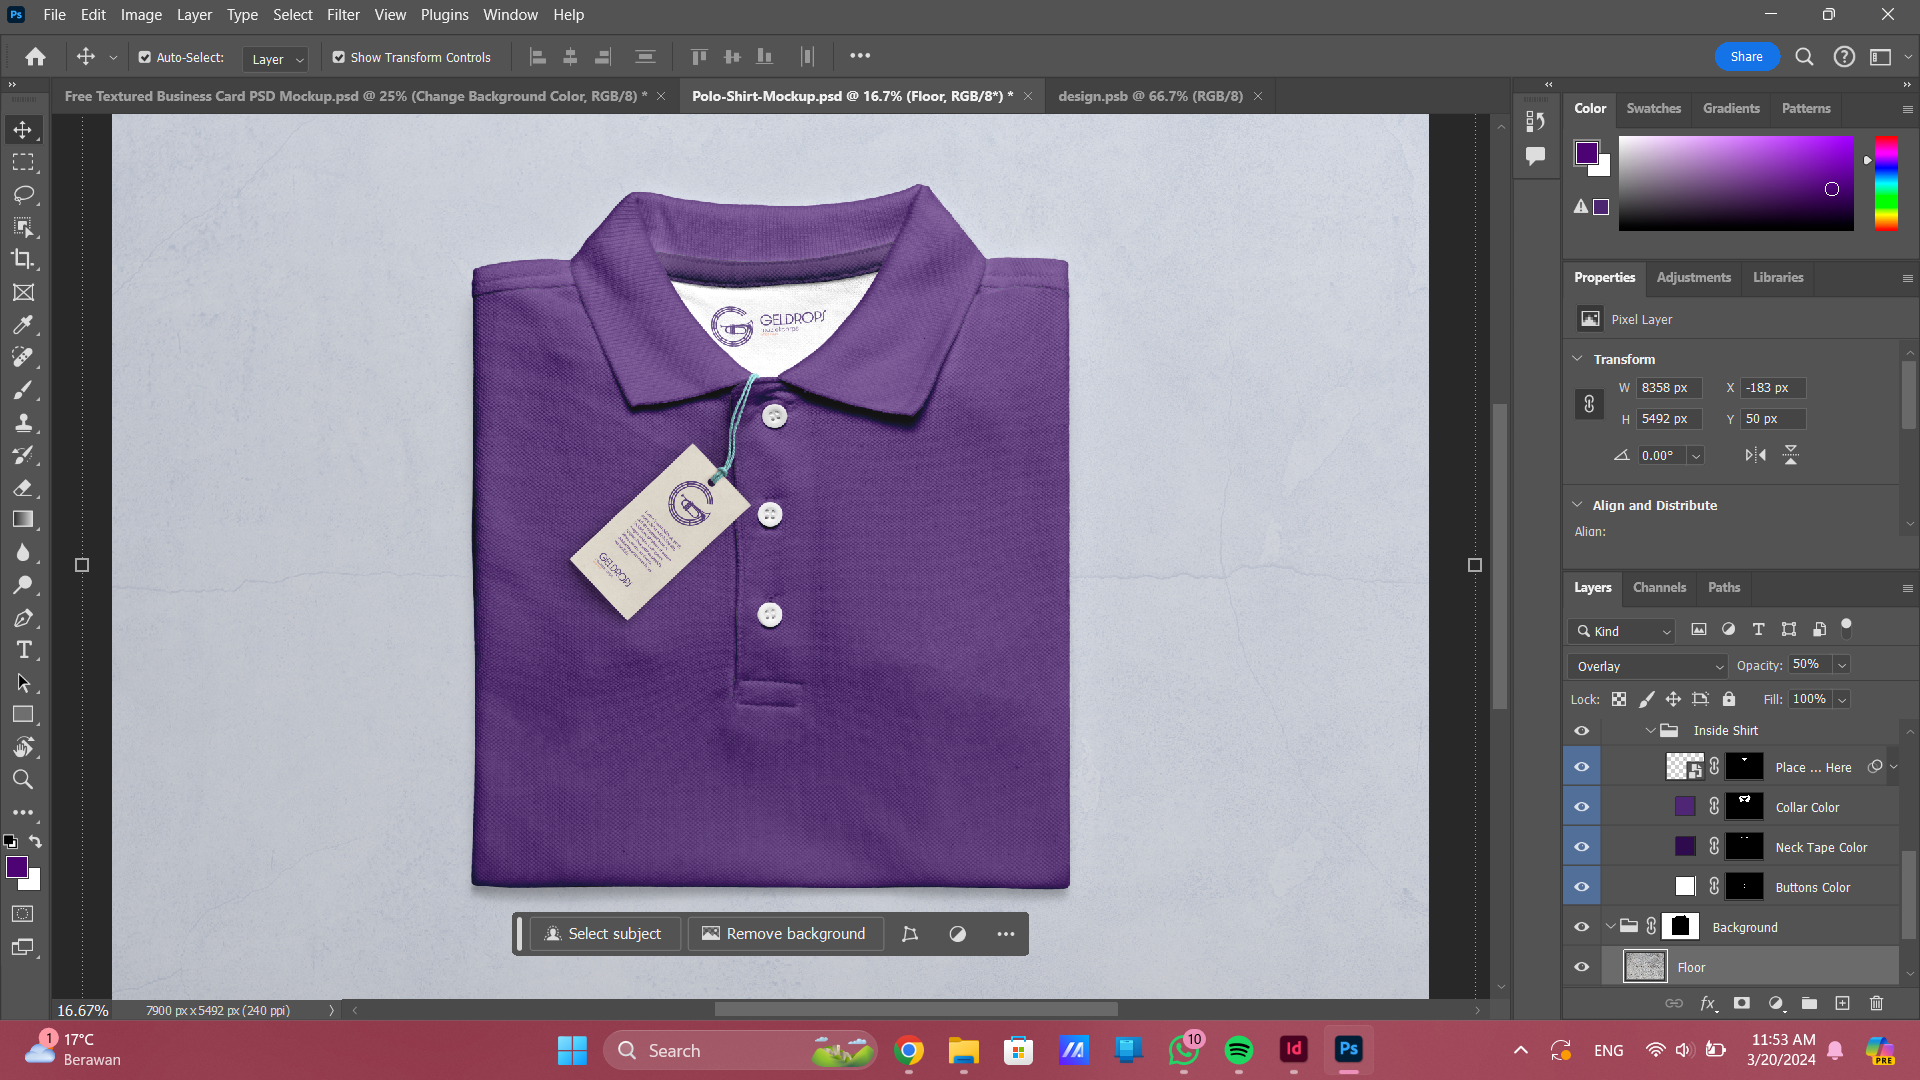 Ps File Edit Image Layer Type Select Filter View Plugins Window Help
Auto-Select: Layer Show Transform Controls Share
Free Textured Business Card PSD Mockup.psd @ 25% (Change Background Color, RGB/8) *
Polo-Shirt-Mockup.psd @ 16.7% (Floor, RGB/8*) *
design.psb @ 66.7% (RGB/8)
GELDROPS
GELDROPS
Select subject
Remove background
16.67%
7900 px x 5492 px (240 ppi)
Color Swatches Gradients Patterns
Properties Adjustments Libraries
Pixel Layer
Transform
W 8358 px X -183 px
H 5492 px Y 50 px
0.00°
Align and Distribute
Align:
Layers Channels Paths
Kind
Overlay Opacity: 50%
Lock: Fill: 100%
Inside Shirt
Place ... Here
Collar Color
Neck Tape Color
Buttons Color
Background
Floor
1
17°C
Berawan
Search
10
Id
Ps
ENG
11:53 AM
3/20/2024
PRE